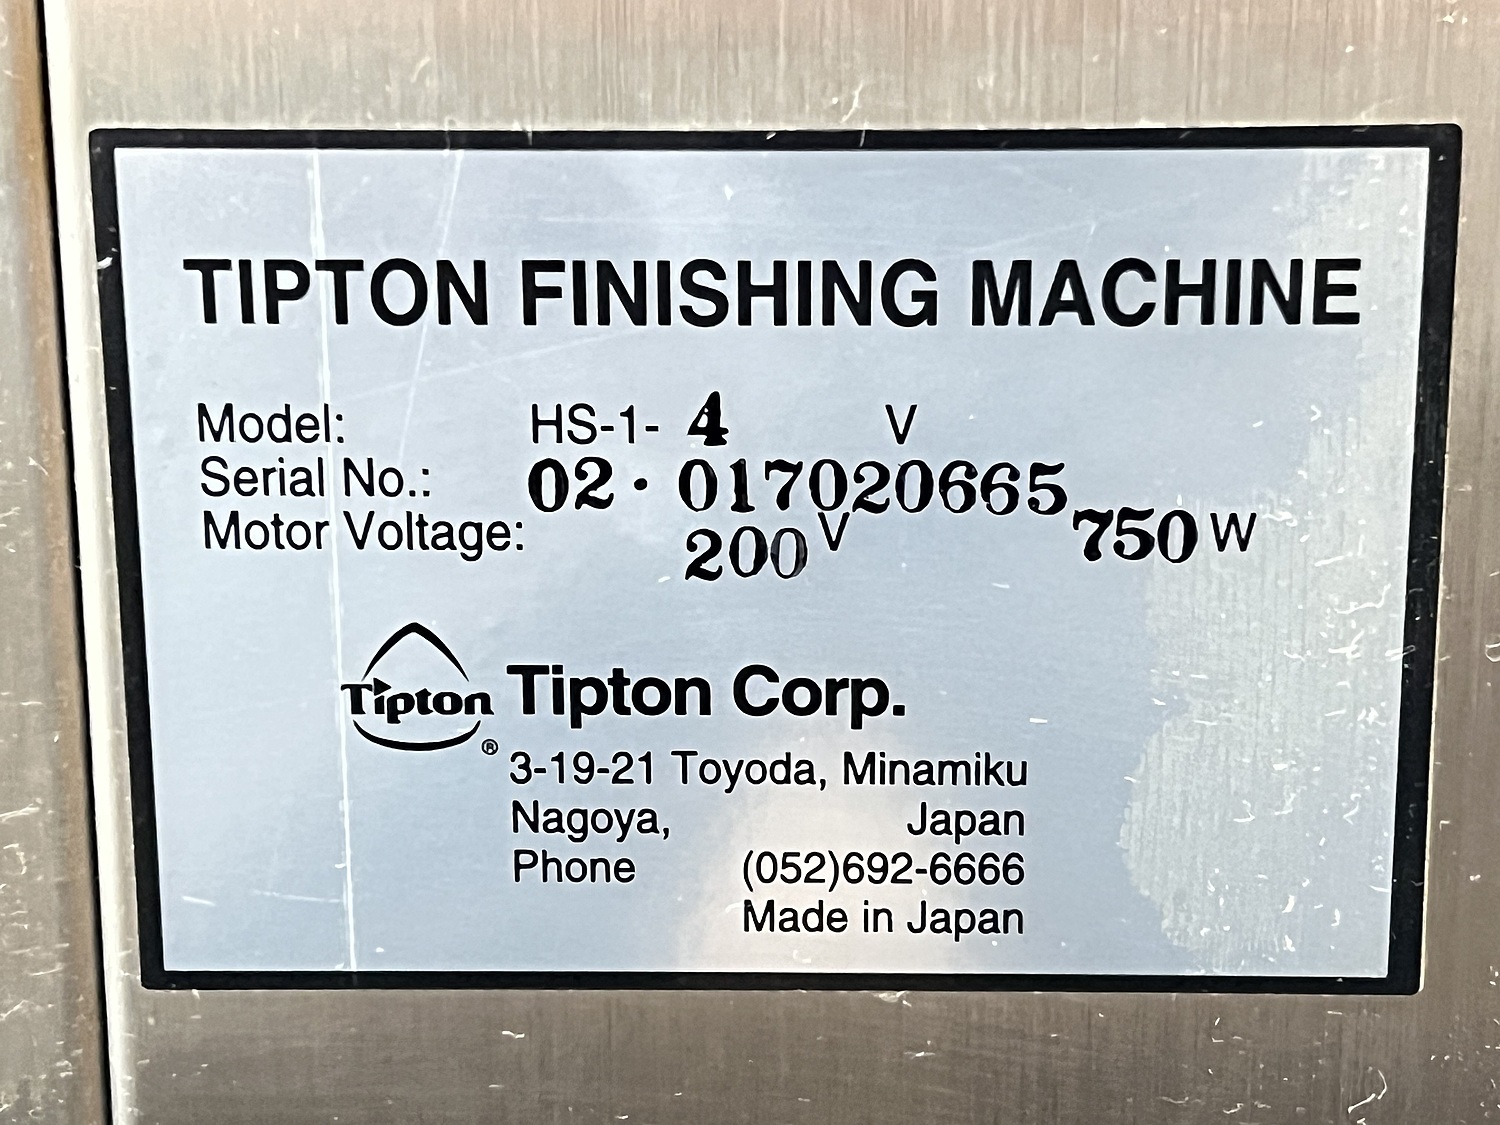 TIPTON FINISHING MACHINE
Model: HS-1- 4 V
Serial No.: 02・017020665
Motor Voltage: 200 V 750 W
Tipton ® Tipton Corp.
3-19-21 Toyoda, Minamiku
Nagoya, Japan
Phone (052)692-6666
Made in Japan